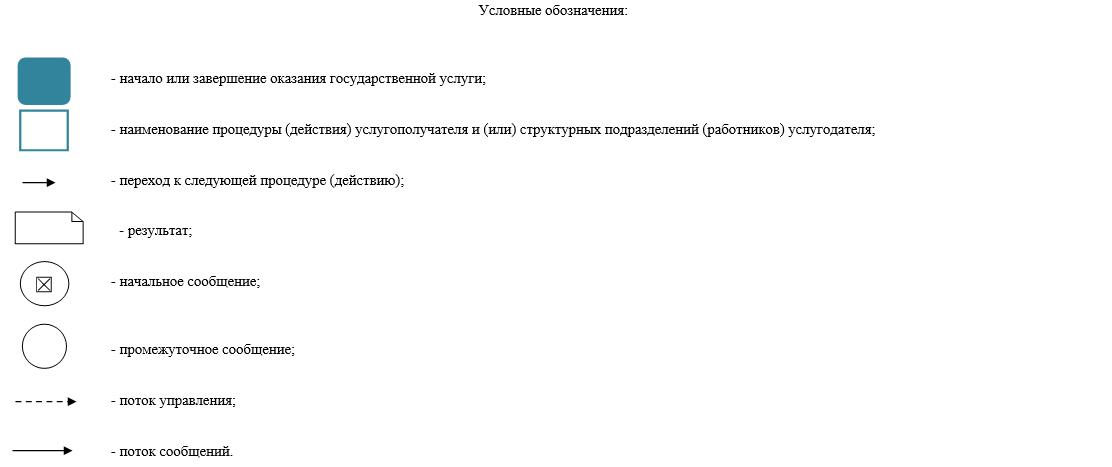 Условные обозначения:
- начало или завершение оказания государственной услуги;
- наименование процедуры (действия) услугополучателя и (или) структурных подразделений (работников) услугодателя;
- переход к следующей процедуре (действию);
- результат;
- начальное сообщение;
- промежуточное сообщение;
- поток управления;
- поток сообщений.